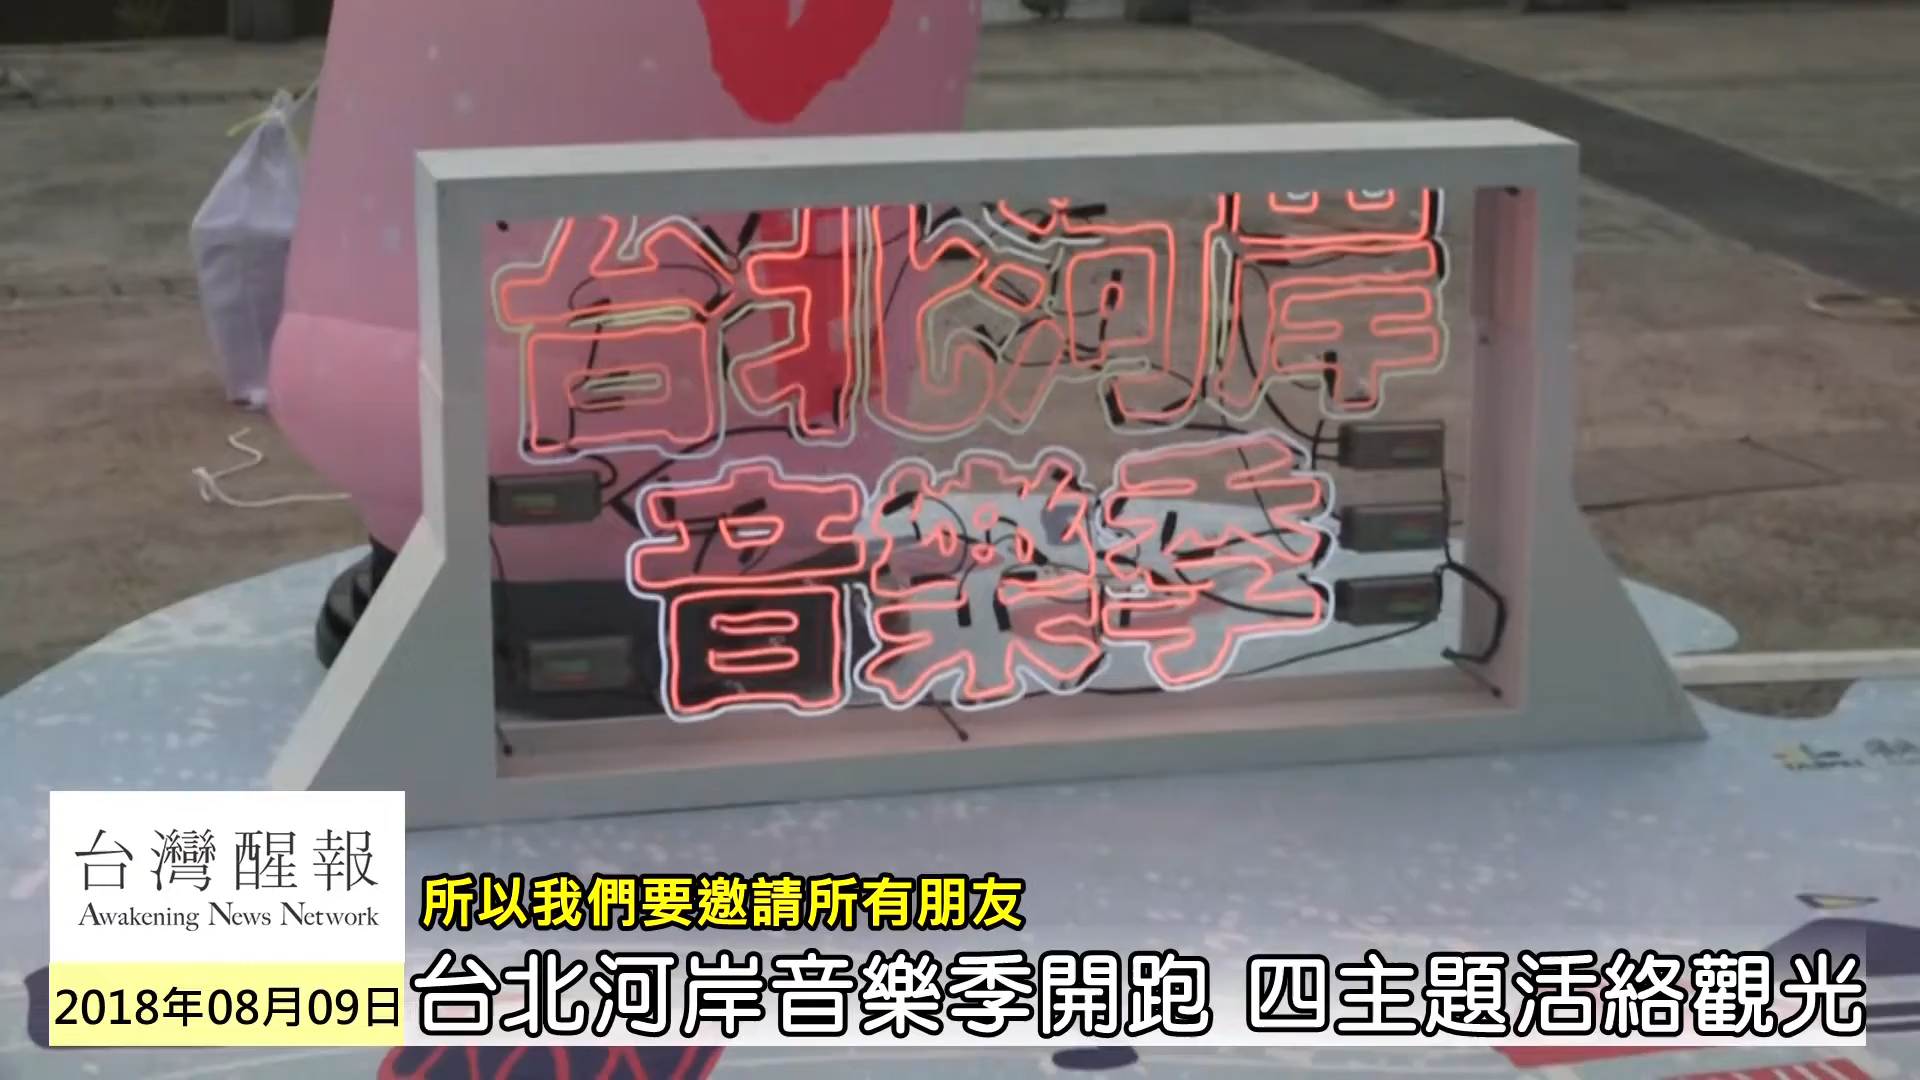 台北河岸
音樂季
台灣醒報
Awakening News Network
2018年08月09日
所以我們要邀請所有朋友
台北河岸音樂季開跑 四主題活絡觀光
TAIPEI